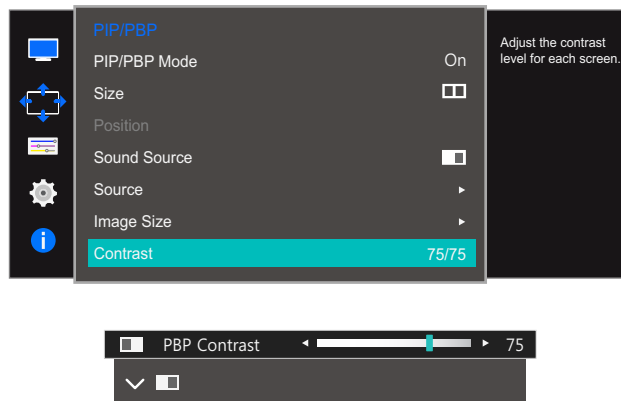 PIP/PBP
PIP/PBP Mode On
Size
Position
Sound Source
Source
Image Size
Contrast 75/75
Adjust the contrast
level for each screen.
PBP Contrast 75